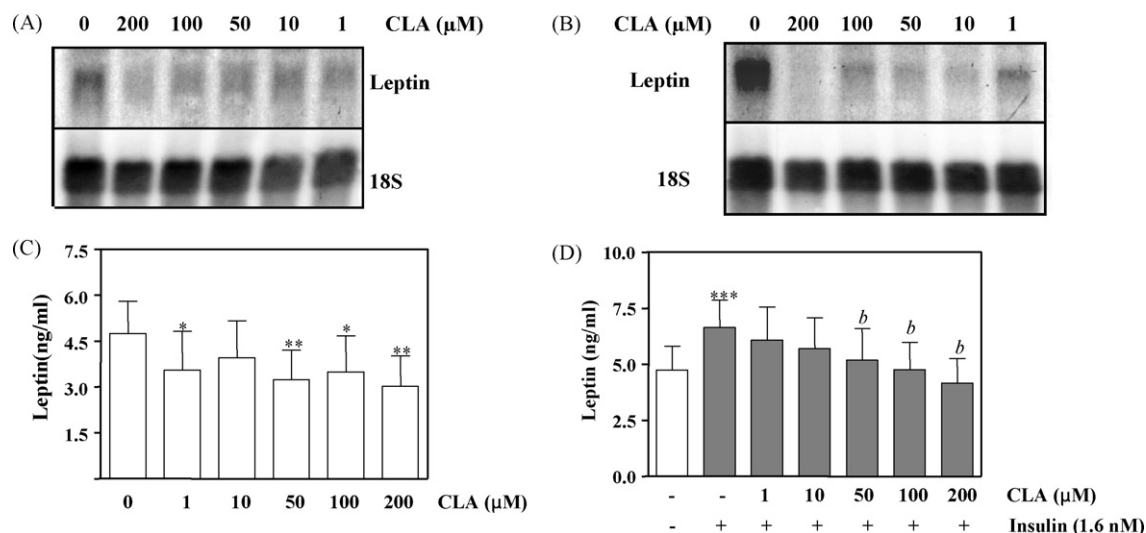 (A) 0 200 100 50 10 1 CLA (μM)
Leptin
18S
(B) CLA (μM) 0 200 100 50 10 1
Leptin
18S
(C)
7.5
6.0
4.5
3.0
1.5
Leptin(ng/ml)
* ** * **
0 1 10 50 100 200 CLA (μM)
(D)
10.0
7.5
5.0
2.5
0.0
Leptin (ng/ml)
*** b b b
- - 1 10 50 100 200 CLA (μM)
- + + + + + + Insulin (1.6 nM)